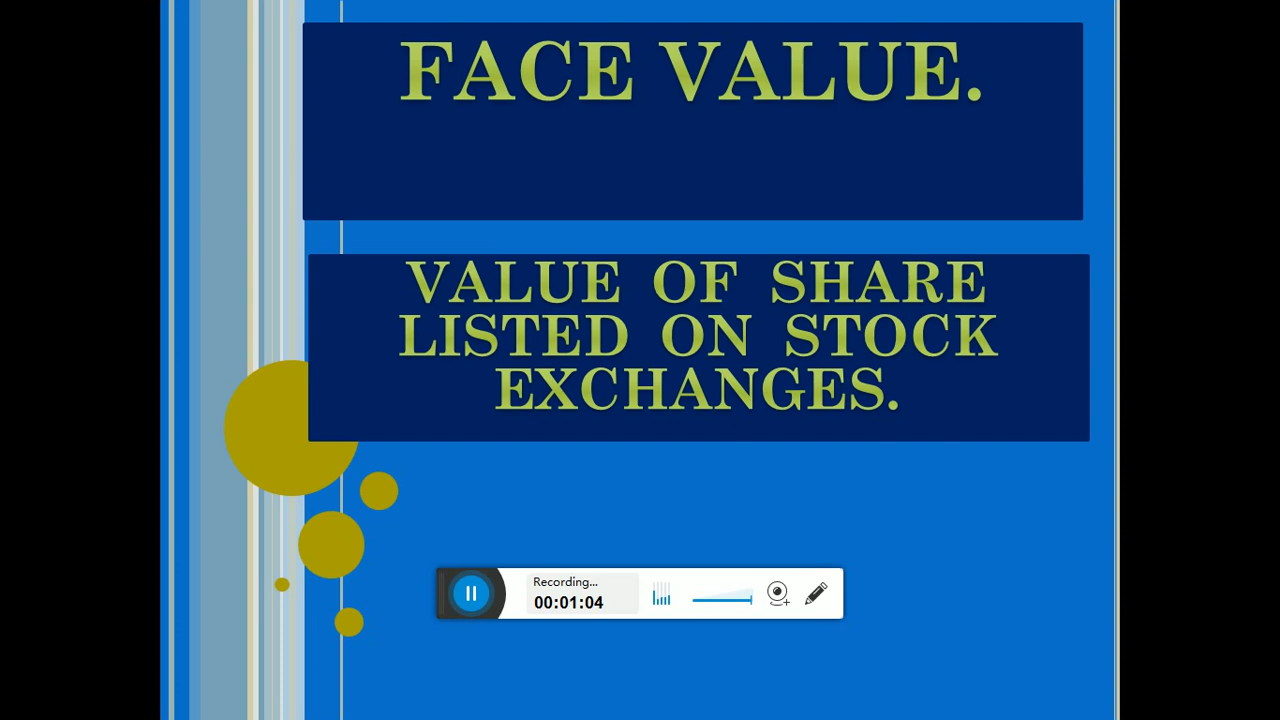 FACE VALUE.
VALUE OF SHARE
LISTED ON STOCK
EXCHANGES.
Recording...
00:01:04